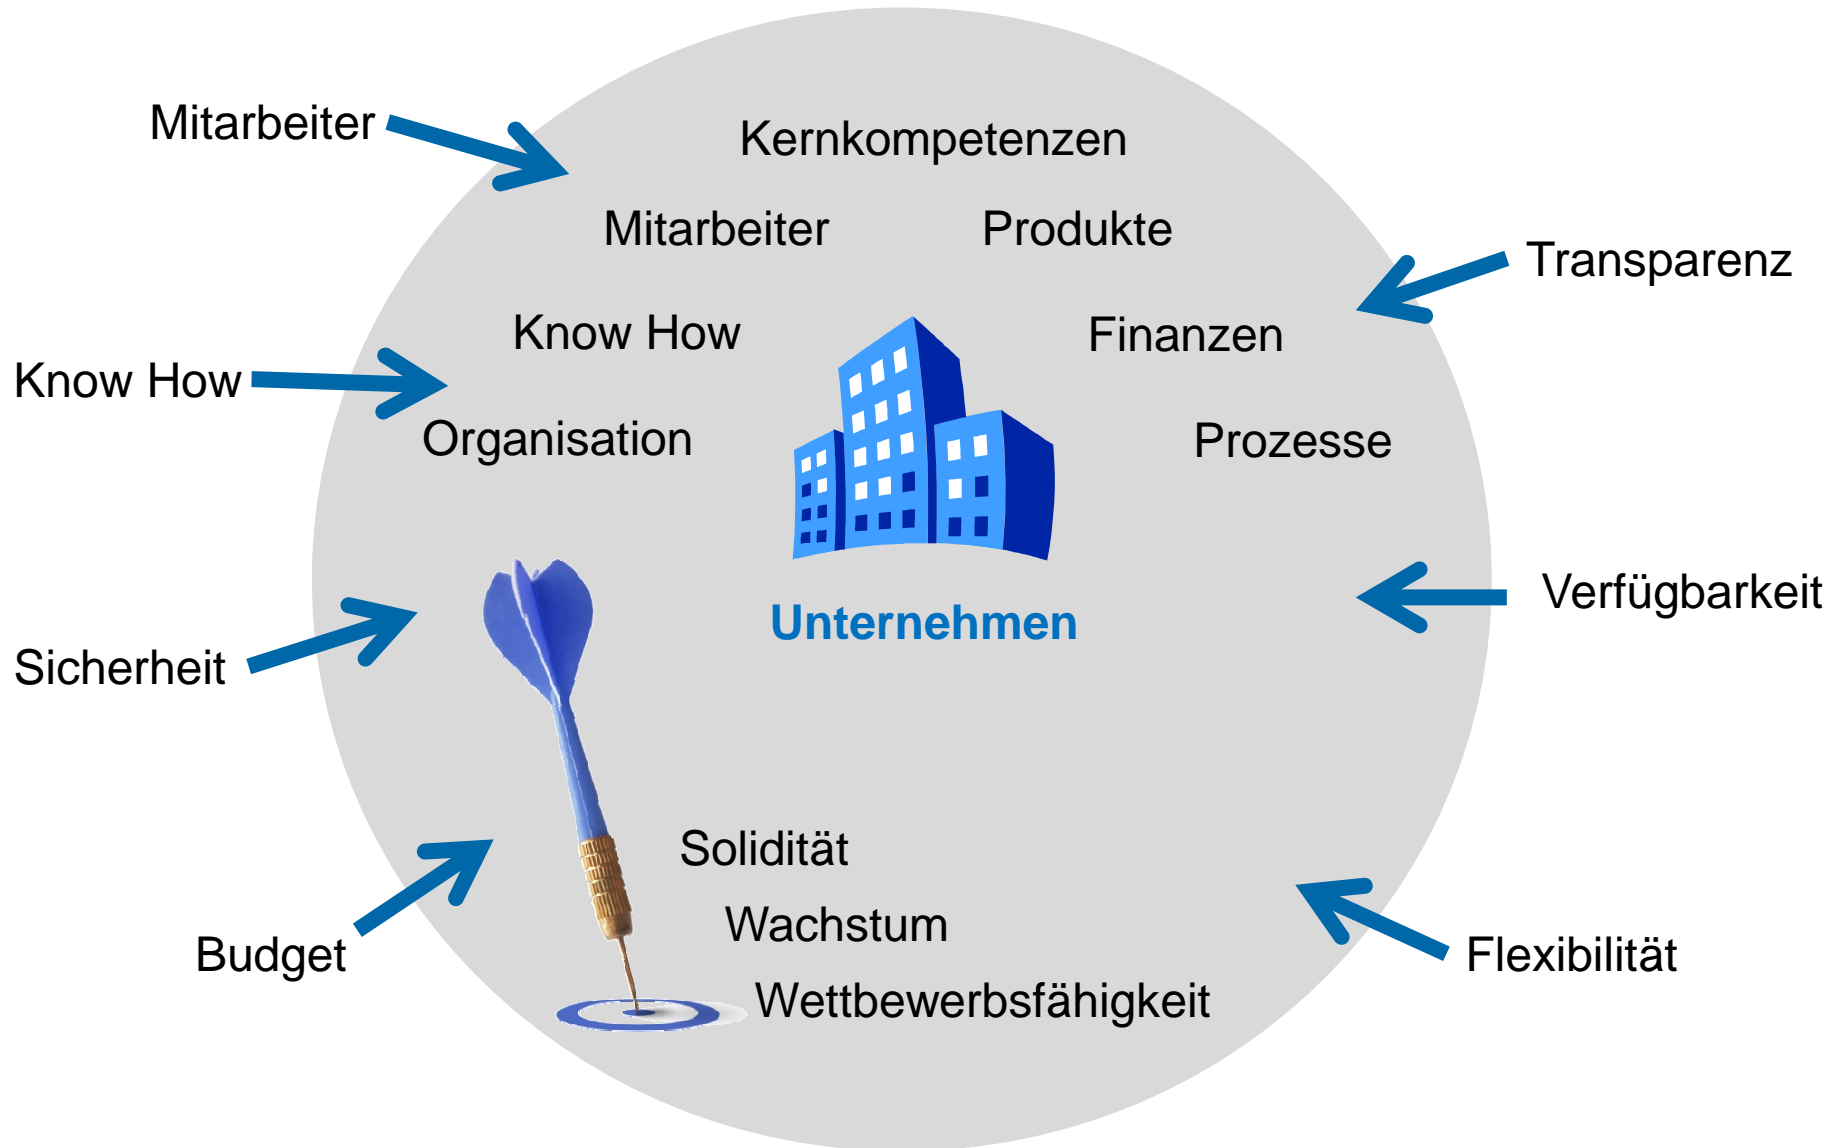 Mitarbeiter
Kernkompetenzen
Mitarbeiter
Produkte
Transparenz
Know How
Finanzen
Know How
Organisation
Prozesse
Unternehmen
Verfügbarkeit
Sicherheit
Solidität
Wachstum
Budget
Flexibilität
Wettbewerbsfähigkeit